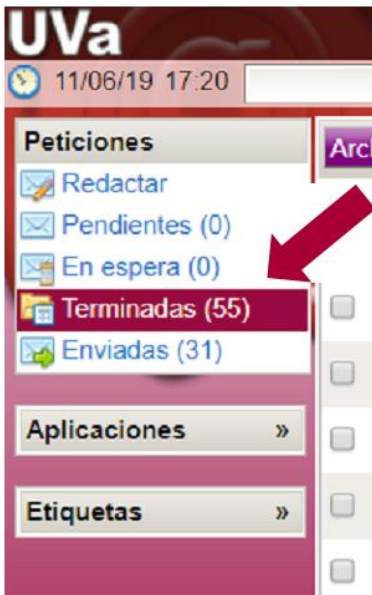 UVa
11/06/19 17:20
Peticiones
Redactar
Pendientes (0)
En espera (0)
Terminadas (55)
Enviadas (31)
Aplicaciones »
Etiquetas »